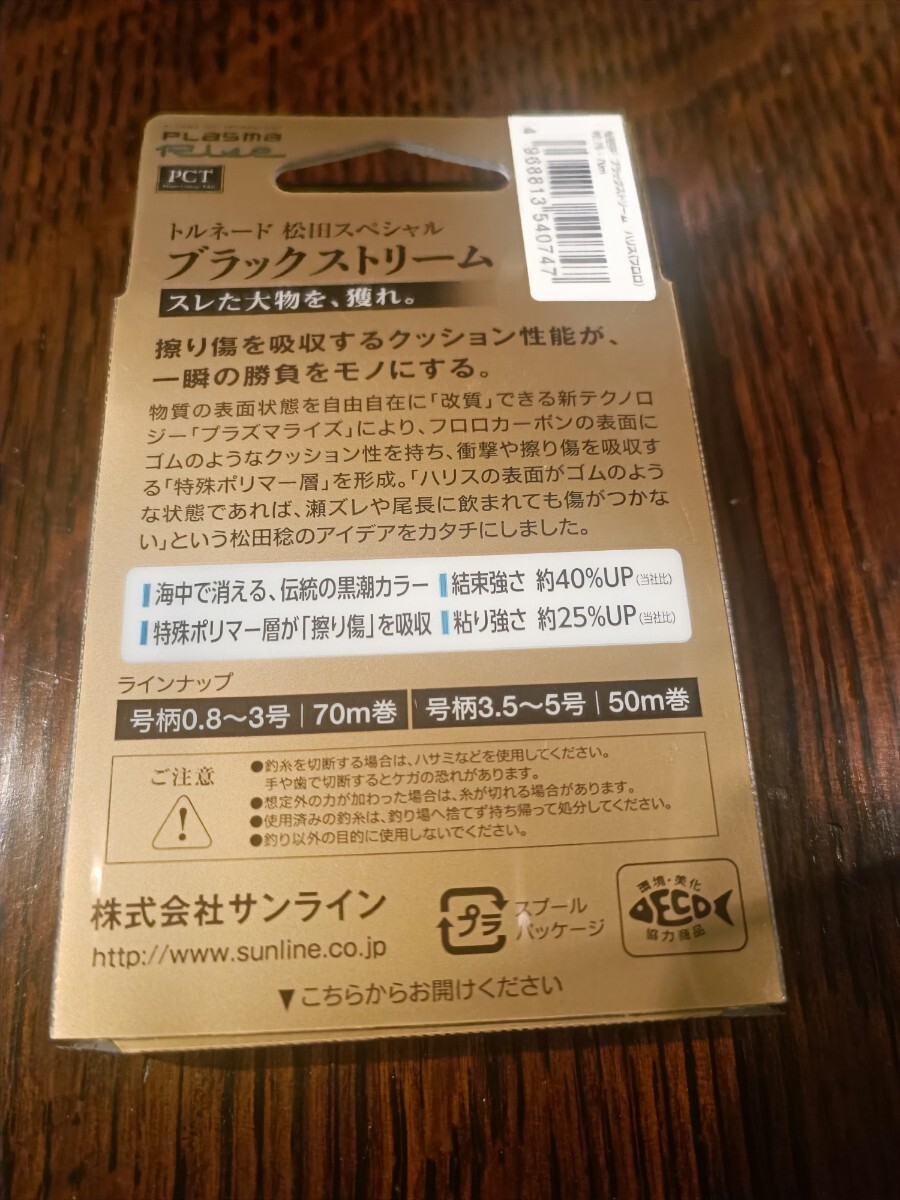 PLASMA
Rise
PCT
トルネード 松田スペシャル
ブラックストリーム
スレた大物を、獲れ。
4 968813 540747
ブラックストリーム ハリス(フロロ)
擦り傷を吸収するクッション性能が、
一瞬の勝負をモノにする。
物質の表面状態を自由自在に「改質」できる新テクノロ
ジー「プラズマライズ」により、フロロカーボンの表面に
ゴムのようなクッション性を持ち、衝撃や擦り傷を吸収す
る「特殊ポリマー層」を形成。「ハリスの表面がゴムのよう
な状態であれば、瀬ズレや尾長に飲まれても傷がつかな
い」という松田稔のアイデアをカタチにしました。
海中で消える、伝統の黒潮カラー
結束強さ 約40%UP(当社比)
特殊ポリマー層が「擦り傷」を吸収
粘り強さ 約25%UP(当社比)
ラインナップ
号柄0.8〜3号|70m巻
号柄3.5〜5号|50m巻
ご注意
●釣糸を切断する場合は、ハサミなどを使用してください。
手や歯で切断するとケガの恐れがあります。
●想定外の力が加わった場合は、糸が切れる場合があります。
●使用済みの釣糸は、釣り場へ捨てず持ち帰って処分してください。
●釣り以外の目的に使用しないでください。
株式会社サンライン
http://www.sunline.co.jp
プラ
スプール
パッケージ
環境・美化
ECO
協力商品
▼こちらからお開けください